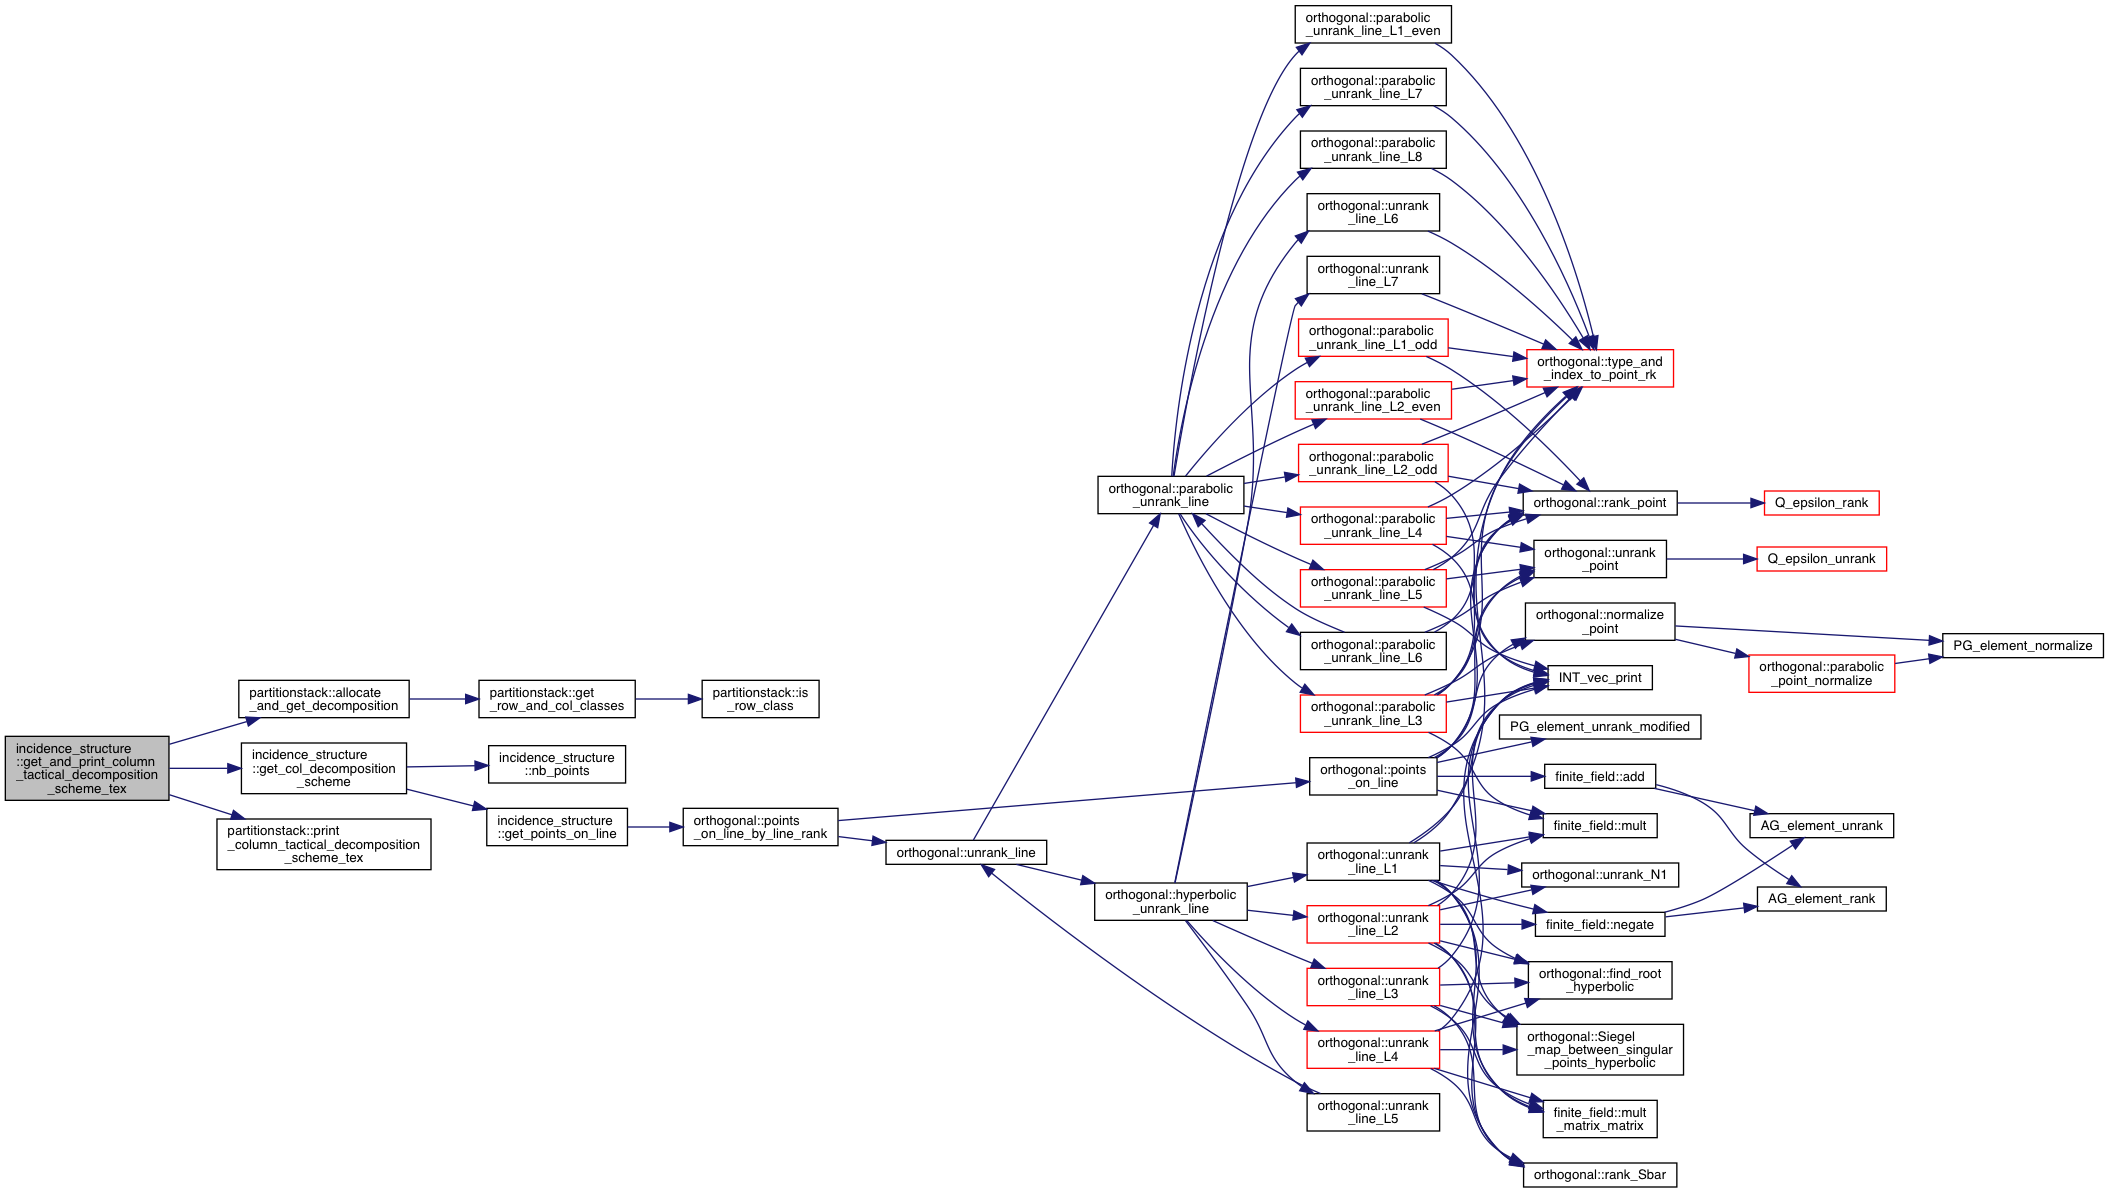 incidence_structure
::get_and_print_column
_tactical_decomposition
_scheme_tex
partitionstack::allocate
_and_get_decomposition
partitionstack::get
_row_and_col_classes
partitionstack::is
_row_class
incidence_structure
::get_col_decomposition
_scheme
incidence_structure
::nb_points
incidence_structure
::get_points_on_line
partitionstack::print
_column_tactical_decomposition
_scheme_tex
orthogonal::points
_on_line_by_line_rank
orthogonal::unrank_line
orthogonal::parabolic
_unrank_line
orthogonal::hyperbolic
_unrank_line
orthogonal::parabolic
_unrank_line_L1_even
orthogonal::parabolic
_unrank_line_L7
orthogonal::parabolic
_unrank_line_L8
orthogonal::unrank
_line_L6
orthogonal::unrank
_line_L7
orthogonal::parabolic
_unrank_line_L1_odd
orthogonal::parabolic
_unrank_line_L2_even
orthogonal::parabolic
_unrank_line_L2_odd
orthogonal::parabolic
_unrank_line_L4
orthogonal::parabolic
_unrank_line_L5
orthogonal::parabolic
_unrank_line_L6
orthogonal::parabolic
_unrank_line_L3
orthogonal::points
_on_line
orthogonal::unrank
_line_L1
orthogonal::unrank
_line_L2
orthogonal::unrank
_line_L3
orthogonal::unrank
_line_L4
orthogonal::unrank
_line_L5
orthogonal::type_and
_index_to_point_rk
orthogonal::rank_point
orthogonal::unrank
_point
orthogonal::normalize
_point
INT_vec_print
PG_element_unrank_modified
finite_field::add
finite_field::mult
orthogonal::unrank_N1
finite_field::negate
orthogonal::find_root
_hyperbolic
orthogonal::Siegel
_map_between_singular
_points_hyperbolic
finite_field::mult
_matrix_matrix
orthogonal::rank_Sbar
Q_epsilon_rank
Q_epsilon_unrank
orthogonal::parabolic
_point_normalize
PG_element_normalize
AG_element_unrank
AG_element_rank